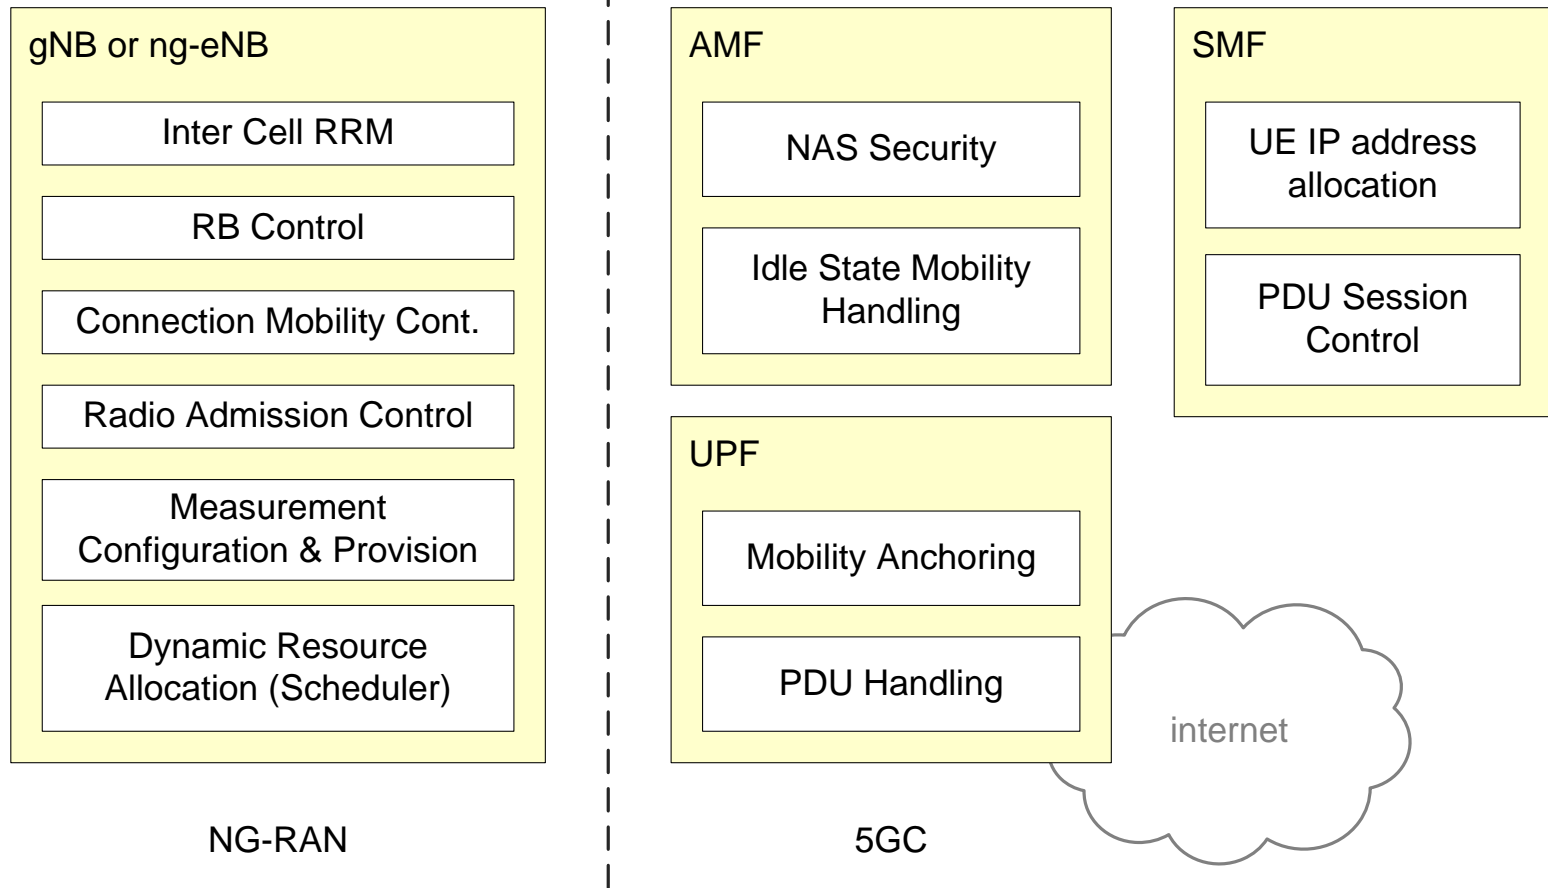 gNB or ng-eNB
Inter Cell RRM
RB Control
Connection Mobility Cont.
Radio Admission Control
Measurement
Configuration & Provision
Dynamic Resource
Allocation (Scheduler)
NG-RAN
AMF
NAS Security
Idle State Mobility
Handling
SMF
UE IP address
allocation
PDU Session
Control
UPF
Mobility Anchoring
PDU Handling
internet
5GC